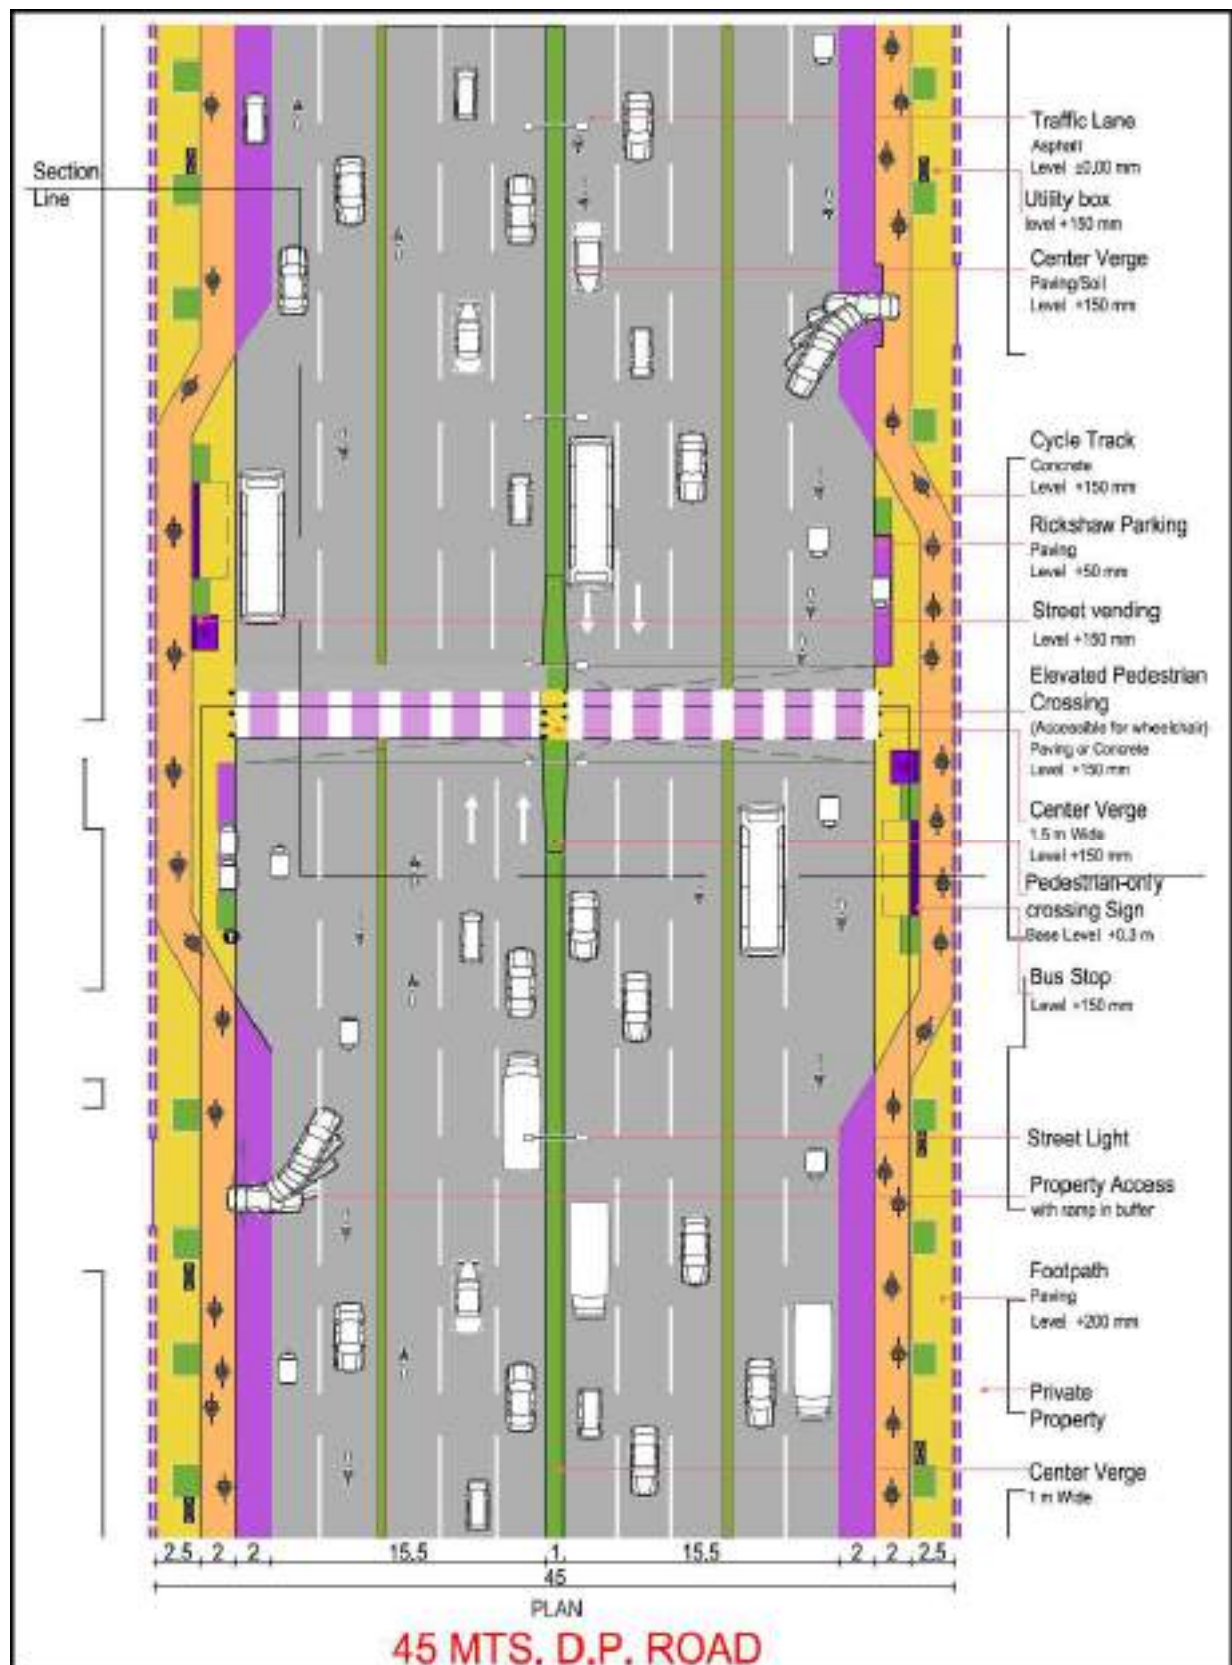 Section
Line
Traffic Lane
Asphalt
Level ±0.00 mm
Utility box
level +150 mm
Center Verge
Paving/Soil
Level +150 mm
Cycle Track
Concrete
Level +150 mm
Rickshaw Parking
Paving
Level +50 mm
Street vending
Level +150 mm
Elevated Pedestrian
Crossing
(Accessible for wheelchair)
Paving or Concrete
Level +150 mm
Center Verge
1.5 m Wide
Level +150 mm
Pedestrian-only
crossing Sign
Base Level +0.3 m
Bus Stop
Level +150 mm
Street Light
Property Access
with ramp in buffer
Footpath
Paving
Level +200 mm
Private
Property
Center Verge
1 m Wide
2.5 2 2 15.5 1. 15.5 2 2 2.5
45
PLAN
45 MTS. D.P. ROAD